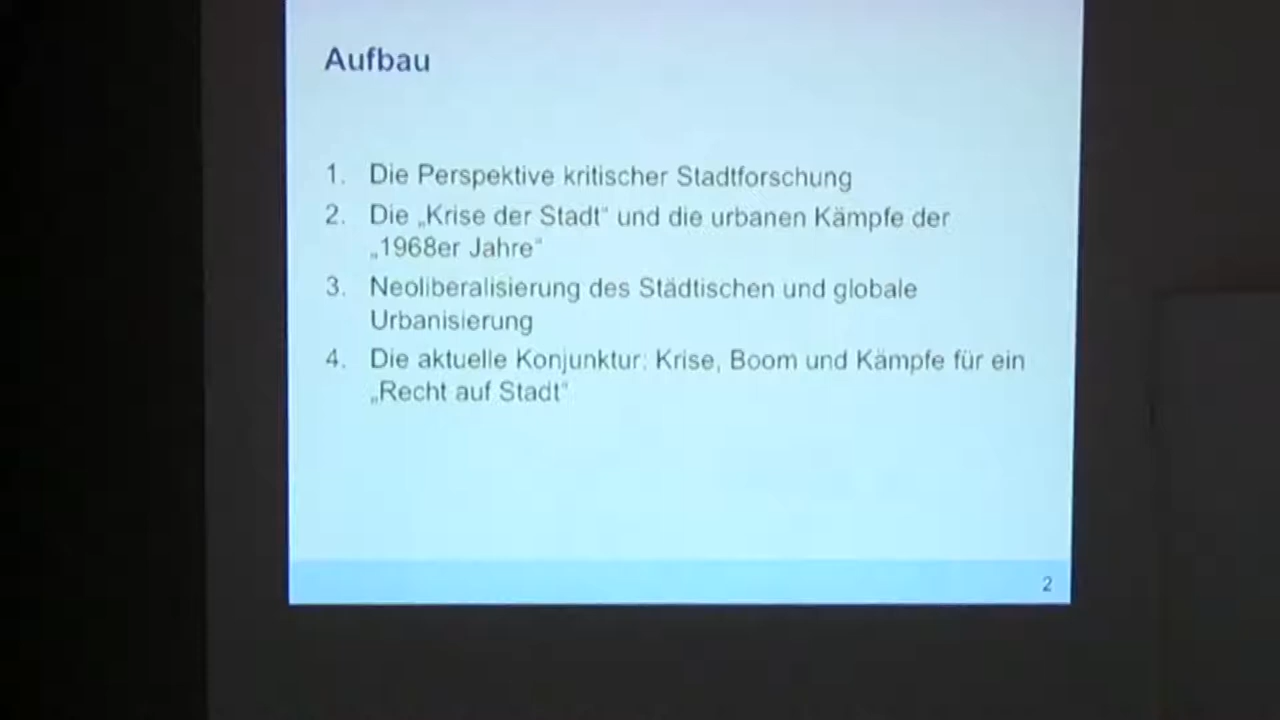 Aufbau
1. Die Perspektive kritischer Stadtforschung
2. Die „Krise der Stadt“ und die urbanen Kämpfe der
„1968er Jahre“
3. Neoliberalisierung des Städtischen und globale
Urbanisierung
4. Die aktuelle Konjunktur: Krise, Boom und Kämpfe für ein
„Recht auf Stadt“
2